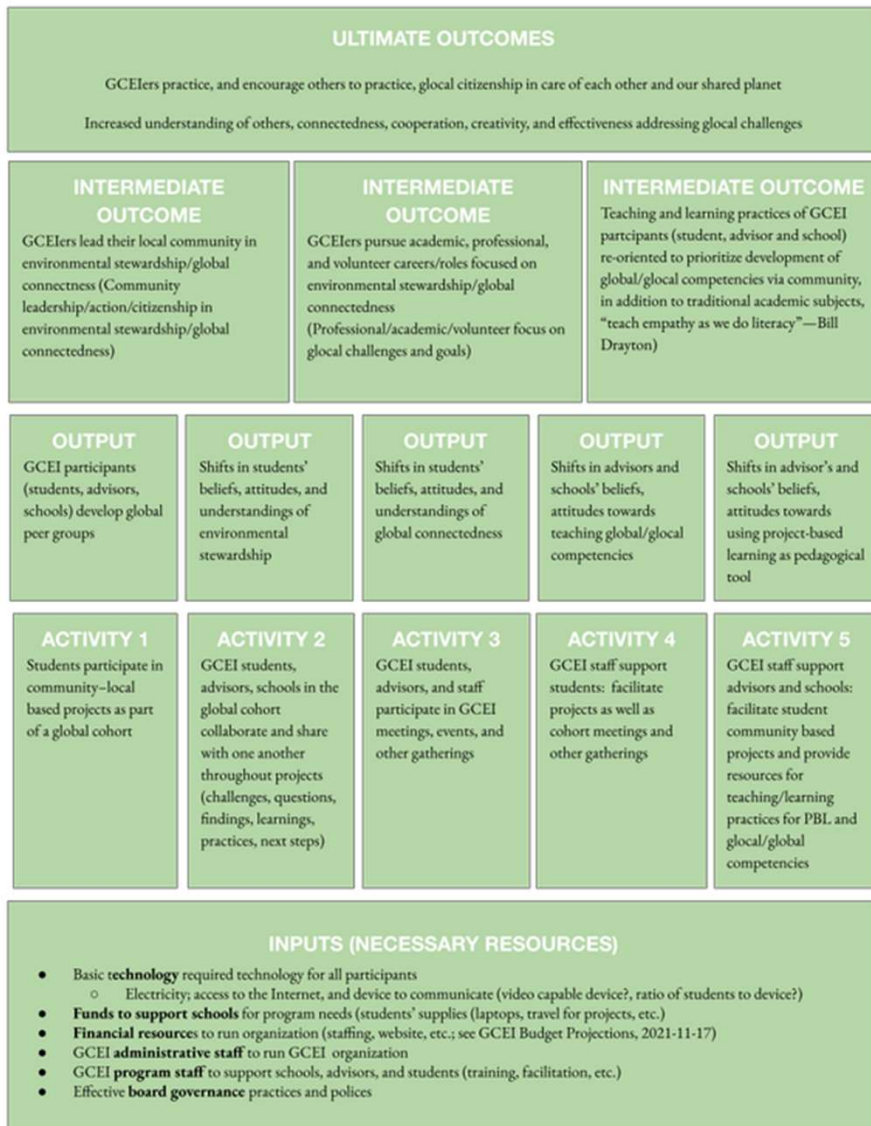 ULTIMATE OUTCOMES
GCEIers practice, and encourage others to practice, glocal citizenship in care of each other and our shared planet
Increased understanding of others, connectedness, cooperation, creativity, and effectiveness addressing glocal challenges
INTERMEDIATE
OUTCOME
GCEIers lead their local community in
environmental stewardship/global
connectness (Community
leadership/action/citizenship in
environmental stewardship/global
connectedness)
INTERMEDIATE
OUTCOME
GCEIers pursue academic, professional,
and volunteer careers/roles focused on
environmental stewardship/global
connectedness
(Professional/academic/volunteer focus on
glocal challenges and goals)
INTERMEDIATE OUTCOME
Teaching and learning practices of GCEI
partcipants (student, advisor and school)
re-oriented to prioritize development of
global/glocal competencies via community,
in addition to traditional academic subjects,
“teach empathy as we do literacy”—Bill
Drayton)
OUTPUT
GCEI participants
(students, advisors,
schools) develop global
peer groups
OUTPUT
Shifts in students’
beliefs, attitudes, and
understandings of
environmental
stewardship
OUTPUT
Shifts in students’
beliefs, attitudes, and
understandings of
global connectedness
OUTPUT
Shifts in advisors and
schools’ beliefs,
attitudes towards
teaching global/glocal
competencies
OUTPUT
Shifts in advisor’s and
schools’ beliefs,
attitudes towards
using project-based
learning as pedagogical
tool
ACTIVITY 1
Students participate in
community–local
based projects as part
of a global cohort
ACTIVITY 2
GCEI students,
advisors, schools in the
global cohort
collaborate and share
with one another
throughout projects
(challenges, questions,
findings, learnings,
practices, next steps)
ACTIVITY 3
GCEI students,
advisors, and staff
participate in GCEI
meetings, events, and
other gatherings
ACTIVITY 4
GCEI staff support
students: facilitate
projects as well as
cohort meetings and
other gatherings
ACTIVITY 5
GCEI staff support
advisors and schools:
facilitate student
community based
projects and provide
resources for
teaching/learning
practices for PBL and
glocal/global
competencies
INPUTS (NECESSARY RESOURCES)
● Basic technology required technology for all participants
○ Electricity; access to the Internet, and device to communicate (video capable device?, ratio of students to device?)
● Funds to support schools for program needs (students’ supplies (laptops, travel for projects, etc.)
● Financial resources to run organization (staffing, website, etc.; see GCEI Budget Projections, 2021-11-17)
● GCEI administrative staff to run GCEI organization
● GCEI program staff to support schools, advisors, and students (training, facilitation, etc.)
● Effective board governance practices and polices